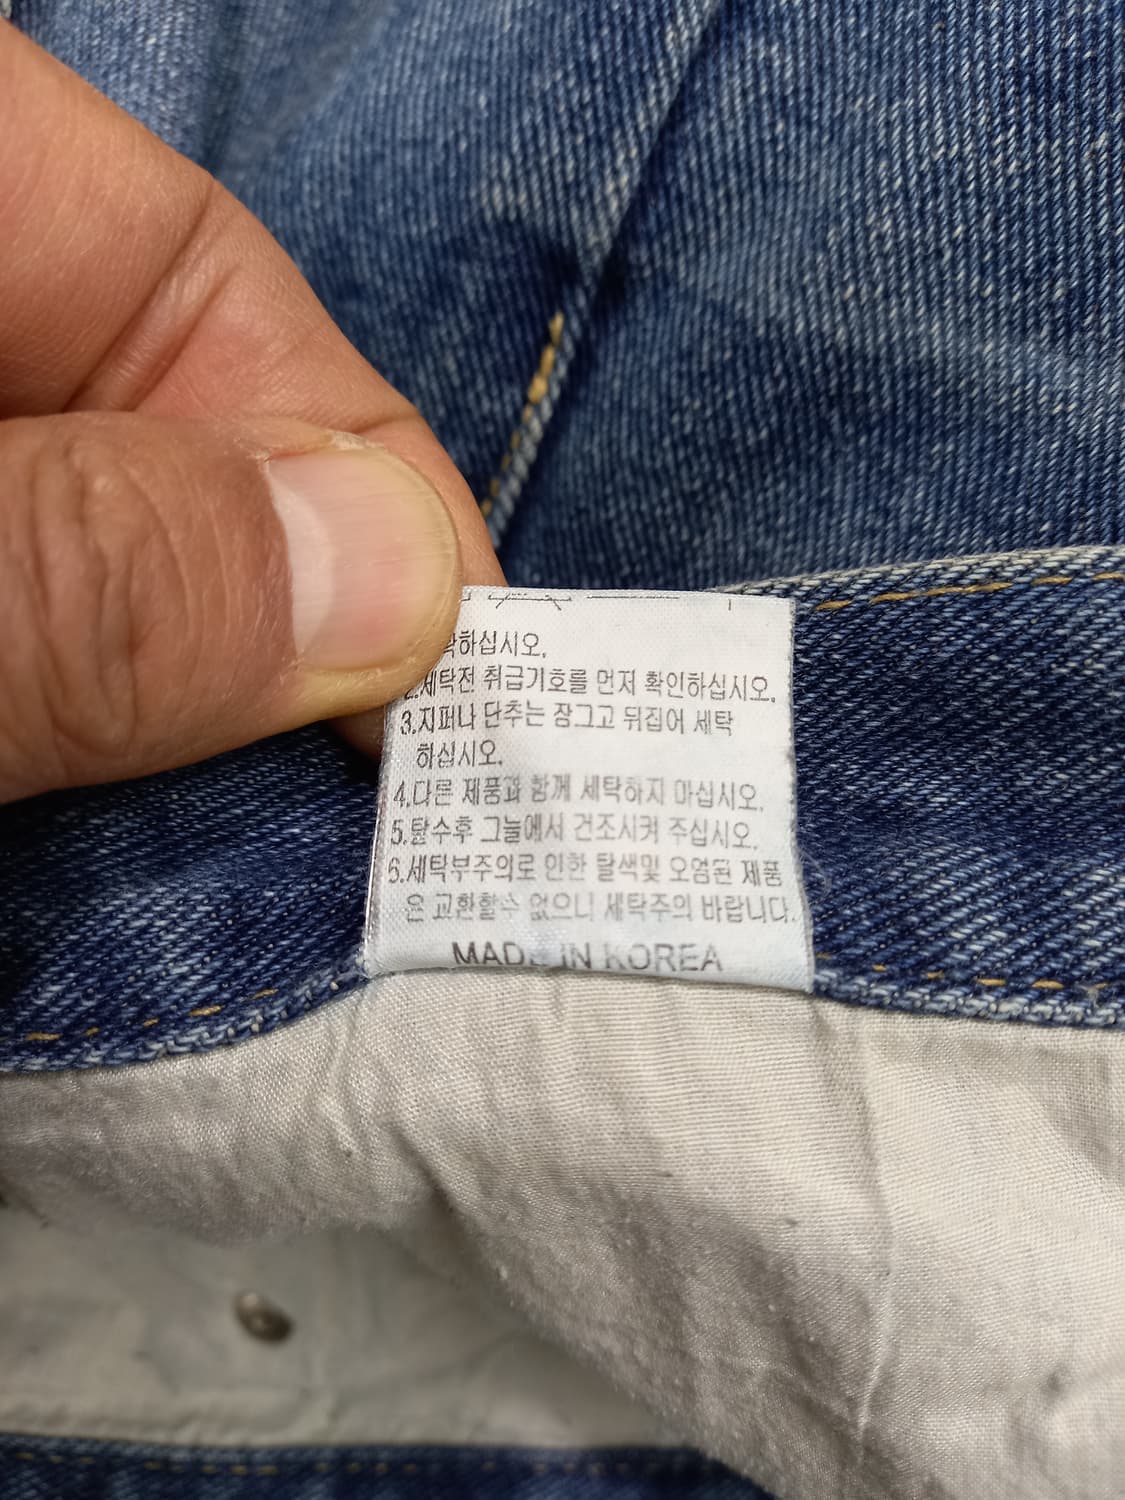 하십시오.
2.세탁전 취급기호를 먼저 확인하십시오.
3.지퍼나 단추는 잠그고 뒤집어 세탁
하십시오.
4.다른 제품과 함께 세탁하지 마십시오.
5.탈수후 그늘에서 건조시켜 주십시오.
6.세탁부주의로 인한 탈색및 오염된 제품
은 교환할수 없으니 세탁주의 바랍니다.
MADE IN KOREA